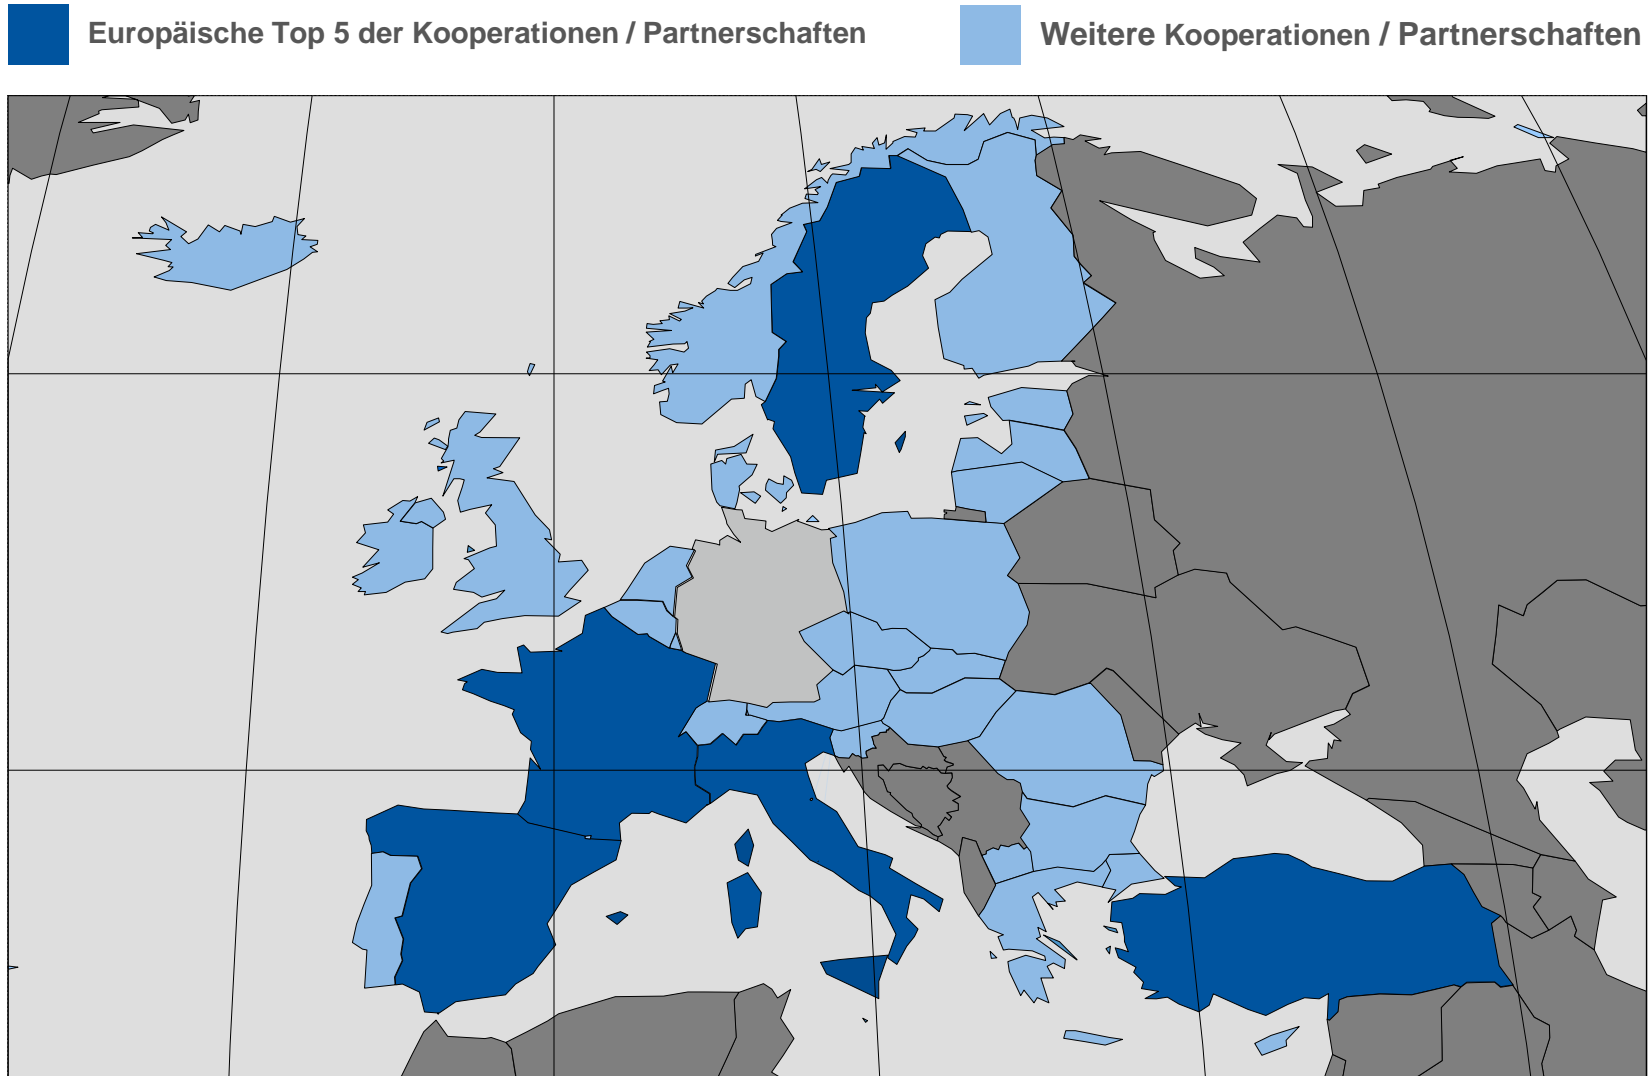 Europäische Top 5 der Kooperationen / Partnerschaften
Weitere Kooperationen / Partnerschaften